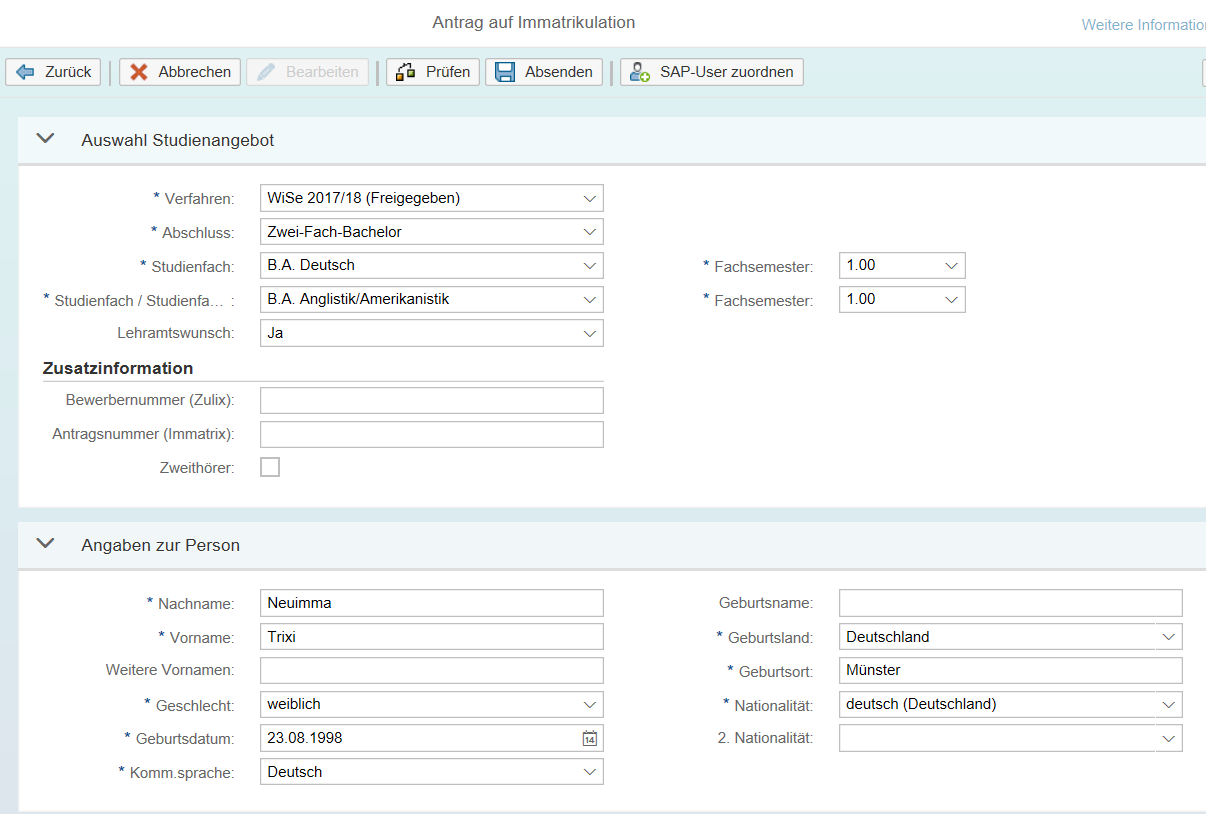 Antrag auf Immatrikulation
Weitere Informatio
Zurück Abbrechen Bearbeiten Prüfen Absenden SAP-User zuordnen
Auswahl Studienangebot
* Verfahren: WiSe 2017/18 (Freigegeben)
* Abschluss: Zwei-Fach-Bachelor
* Studienfach: B.A. Deutsch * Fachsemester: 1.00
* Studienfach / Studienfa... : B.A. Anglistik/Amerikanistik * Fachsemester: 1.00
Lehramtswunsch: Ja
Zusatzinformation
Bewerbernummer (Zulix):
Antragsnummer (Immatrix):
Zweithörer:
Angaben zur Person
* Nachname: Neuimma Geburtsname:
* Vorname: Trixi * Geburtsland: Deutschland
Weitere Vornamen: * Geburtsort: Münster
* Geschlecht: weiblich * Nationalität: deutsch (Deutschland)
* Geburtsdatum: 23.08.1998 14 2. Nationalität:
* Komm.sprache: Deutsch